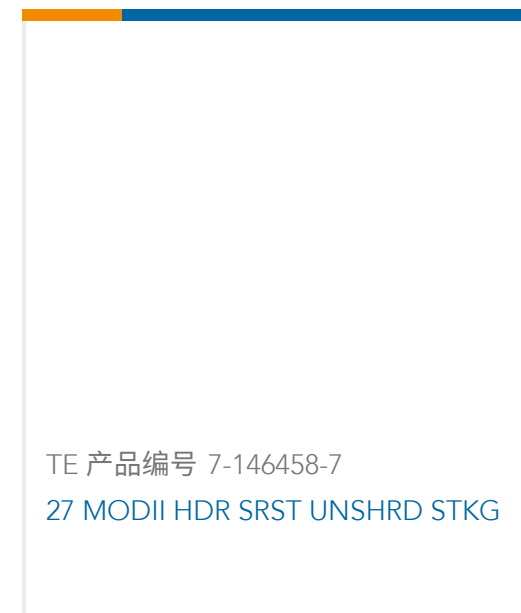 TE 产品编号 7-146458-7
27 MODII HDR SRST UNSHRD STKG